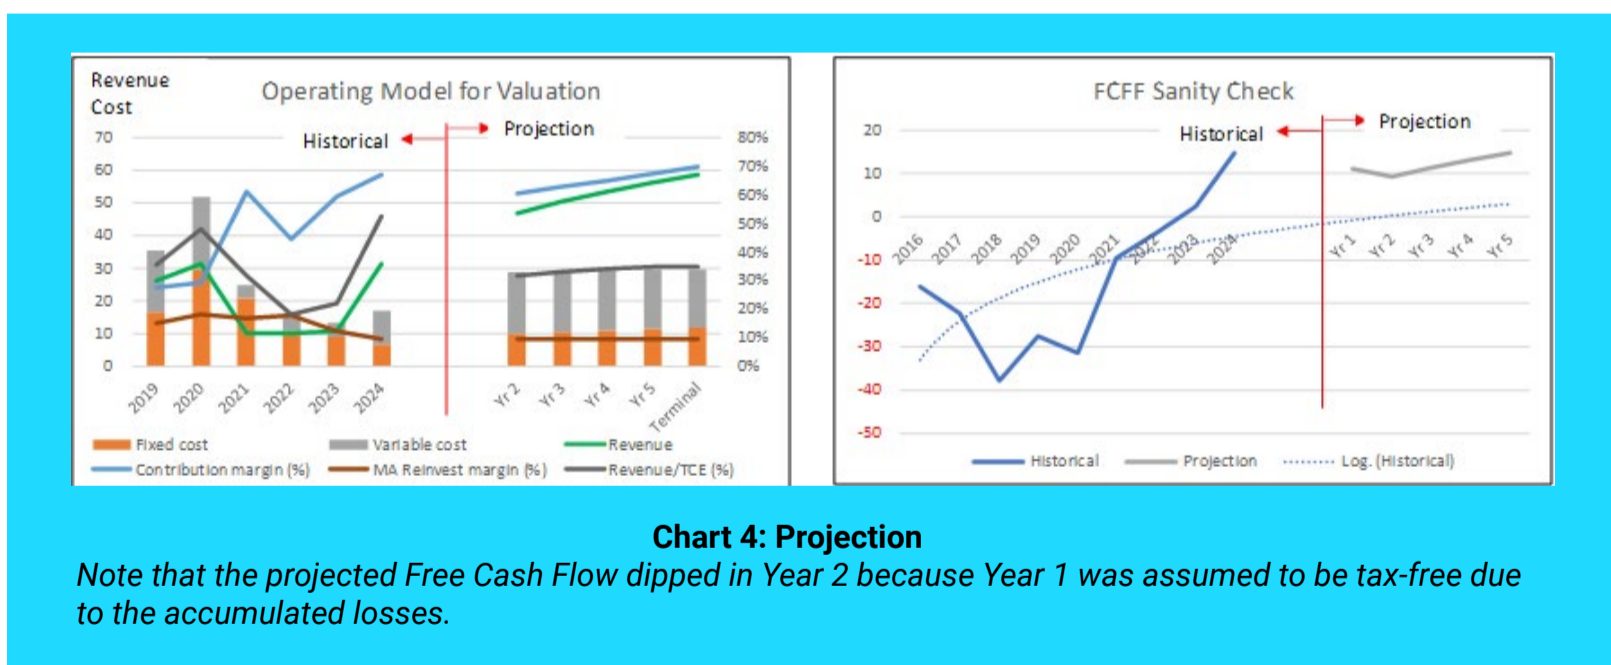 Revenue
Cost
Operating Model for Valuation
Historical
Projection
70
60
50
40
30
20
10
0
80%
70%
60%
50%
40%
30%
20%
10%
0%
2019
2020
2021
2022
2023
2024
Yr 2
Yr 3
Yr 4
Yr 5
Terminal
Fixed cost
Variable cost
Revenue
Contribution margin (%)
MA Reinvest margin (%)
Revenue/TCE (%)
FCFF Sanity Check
Historical
Projection
20
10
0
-10
-20
-30
-40
-50
2016
2017
2018
2019
2020
2021
2022
2023
2024
Yr 1
Yr 2
Yr 3
Yr 4
Yr 5
Historical
Projection
Log. (Historical)
Chart 4: Projection
Note that the projected Free Cash Flow dipped in Year 2 because Year 1 was assumed to be tax-free due
to the accumulated losses.